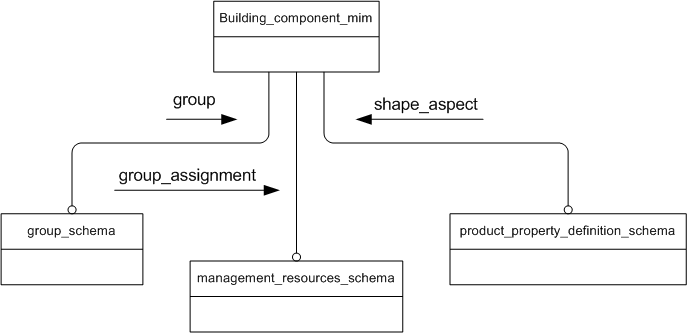 Building_component_mim
group
shape_aspect
group_assignment
group_schema
product_property_definition_schema
management_resources_schema